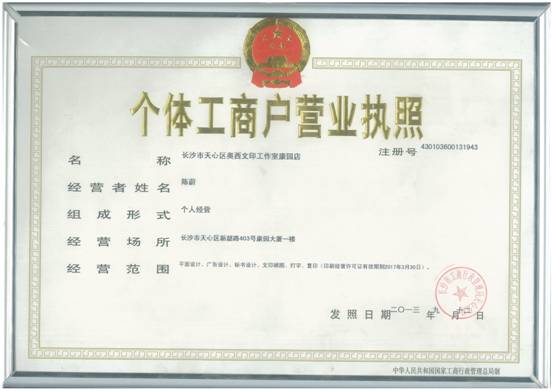 个体工商户营业执照
注册号 430103600131943
名称 长沙市天心区奥西文印工作室康园店
经营者姓名 陈蔚
组成形式 个人经营
经营场所 长沙市天心区新韶路403号康园大厦一楼
经营范围 平面设计、广告设计、标书设计、文印晒图、打字、复印(印刷经营许可证有效期到2017年3月30日)。
发照日期 二〇一三 年 九 月 日
中华人民共和国国家工商行政管理总局制